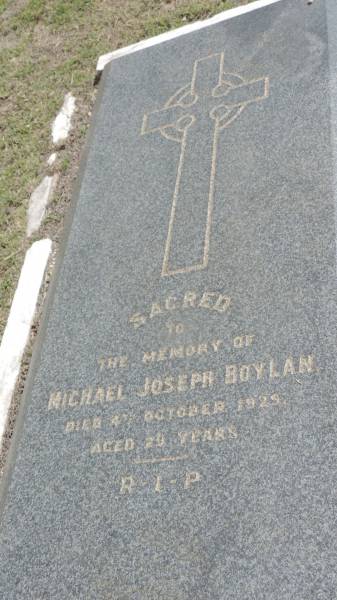 SACRED
TO
THE MEMORY OF
MICHAEL JOSEPH BOYLAN,
DIED 4TH OCTOBER 1929.
AGED 29 YEARS
R-I-P